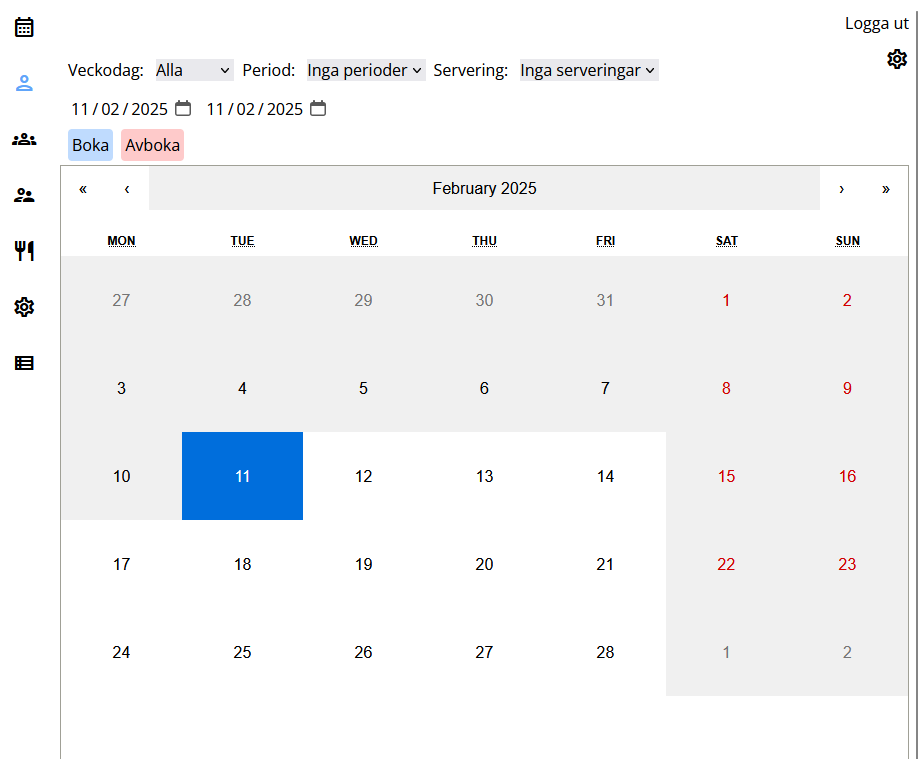 Logga ut
Veckodag: Alla Period: Inga perioder Servering: Inga serveringar
11/02/2025 11/02/2025
Boka Avboka
« ‹ February 2025 › »
MON TUE WED THU FRI SAT SUN
27 28 29 30 31 1 2
3 4 5 6 7 8 9
10 11 12 13 14 15 16
17 18 19 20 21 22 23
24 25 26 27 28 1 2